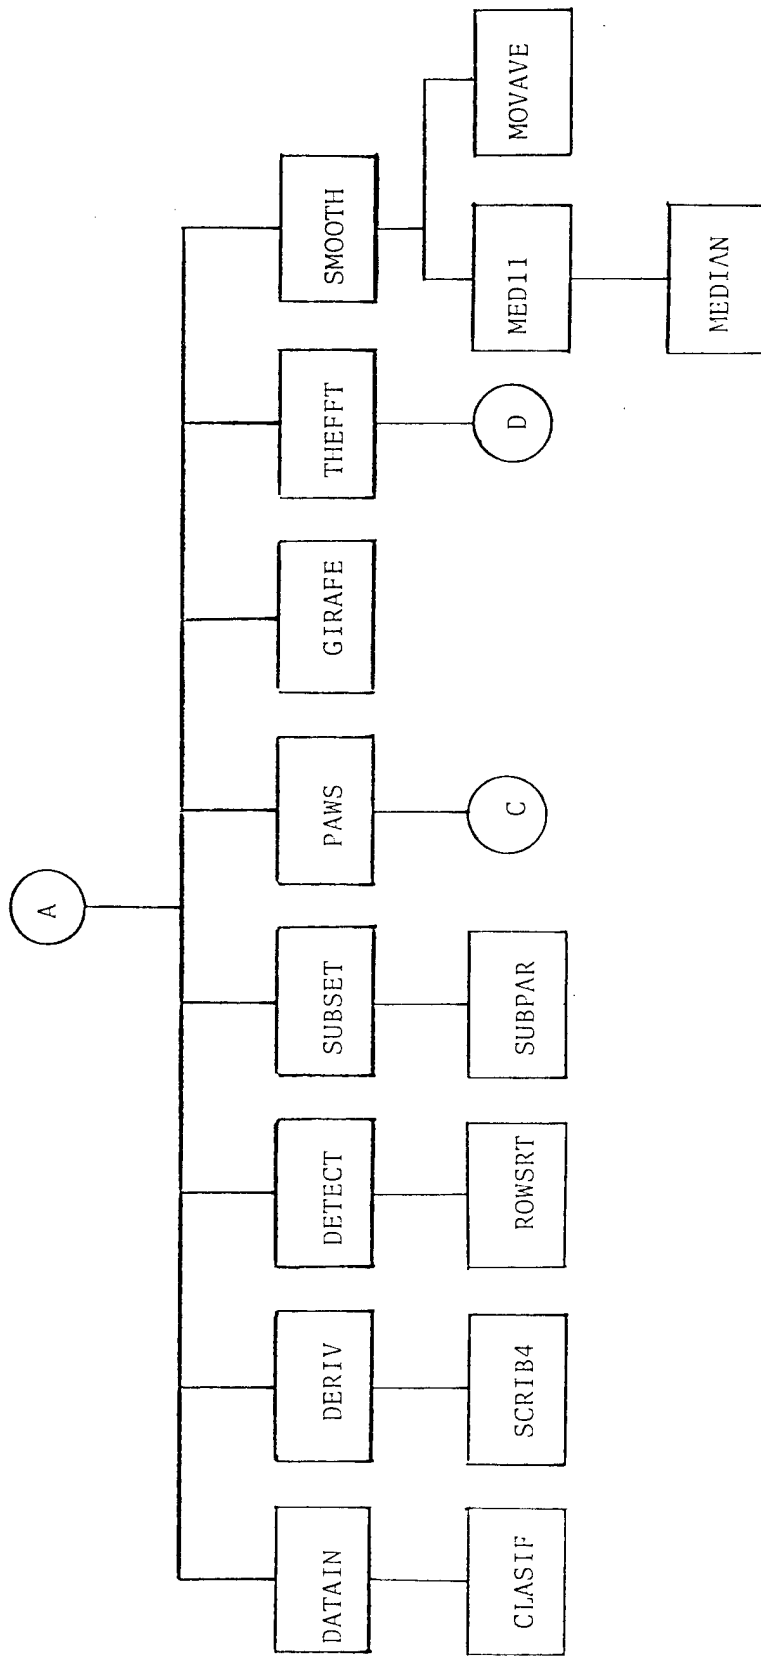 A
DATAIN
DERIV
DETECT
SUBSET
PAWS
GIRAFE
THEFFT
SMOOTH
CLASIF
SCRIB4
ROWSRT
SUBPAR
C
D
MED11
MOVAVE
MEDIAN